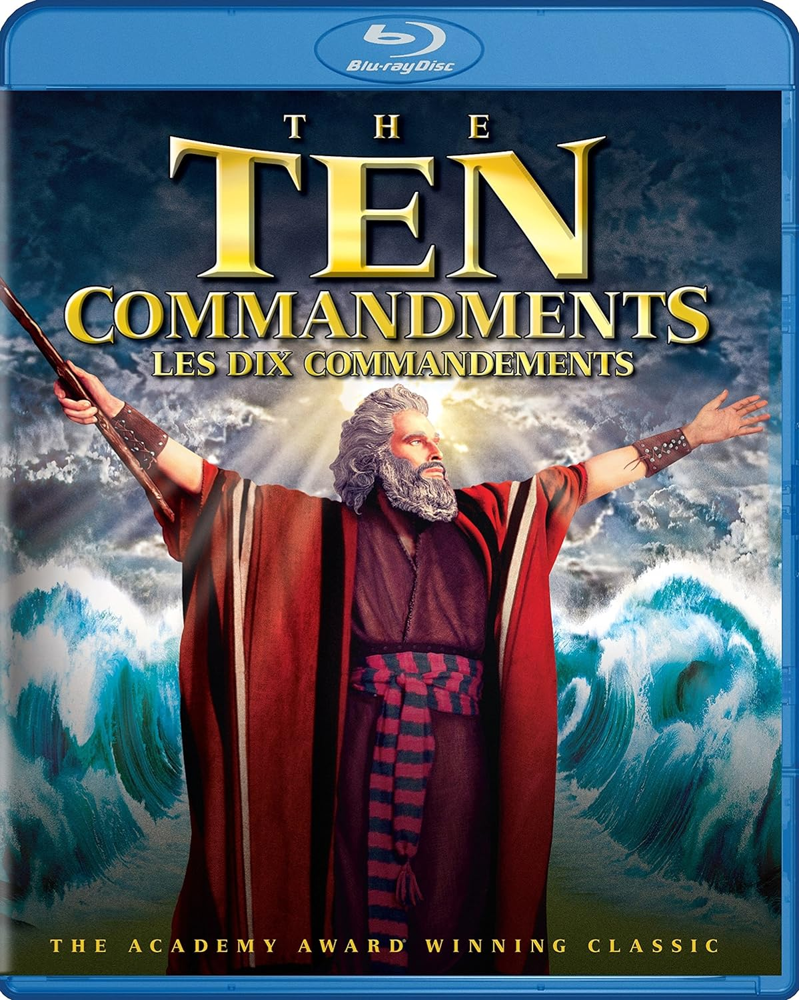 Blu-ray Disc
THE
TEN
COMMANDMENTS
LES DIX COMMANDEMENTS
THE ACADEMY AWARD® WINNING CLASSIC